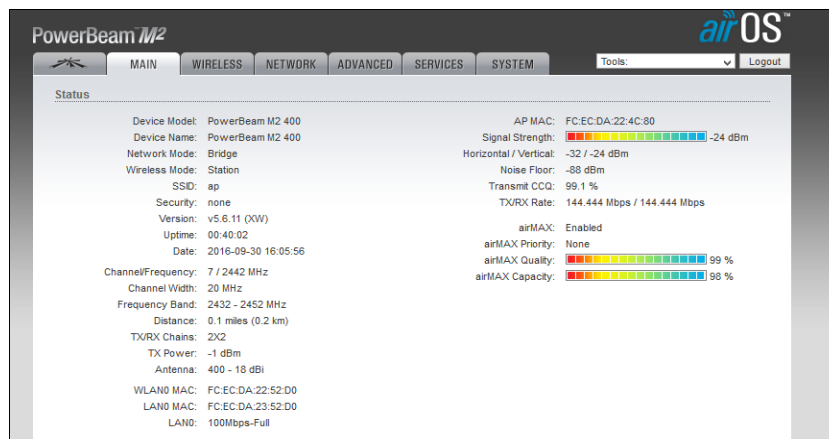 PowerBeam™M2
airOS™
MAIN WIRELESS NETWORK ADVANCED SERVICES SYSTEM Tools: Logout
Status
Device Model: PowerBeam M2 400
Device Name: PowerBeam M2 400
Network Mode: Bridge
Wireless Mode: Station
SSID: ap
Security: none
Version: v5.6.11 (XW)
Uptime: 00:40:02
Date: 2016-09-30 16:05:56
Channel/Frequency: 7 / 2442 MHz
Channel Width: 20 MHz
Frequency Band: 2432 - 2452 MHz
Distance: 0.1 miles (0.2 km)
TX/RX Chains: 2X2
TX Power: -1 dBm
Antenna: 400 - 18 dBi
WLAN0 MAC: FC:EC:DA:22:52:D0
LAN0 MAC: FC:EC:DA:23:52:D0
LAN0: 100Mbps-Full
AP MAC: FC:EC:DA:22:4C:80
Signal Strength: -24 dBm
Horizontal / Vertical: -32 / -24 dBm
Noise Floor: -88 dBm
Transmit CCQ: 99.1 %
TX/RX Rate: 144.444 Mbps / 144.444 Mbps
airMAX: Enabled
airMAX Priority: None
airMAX Quality: 99 %
airMAX Capacity: 98 %